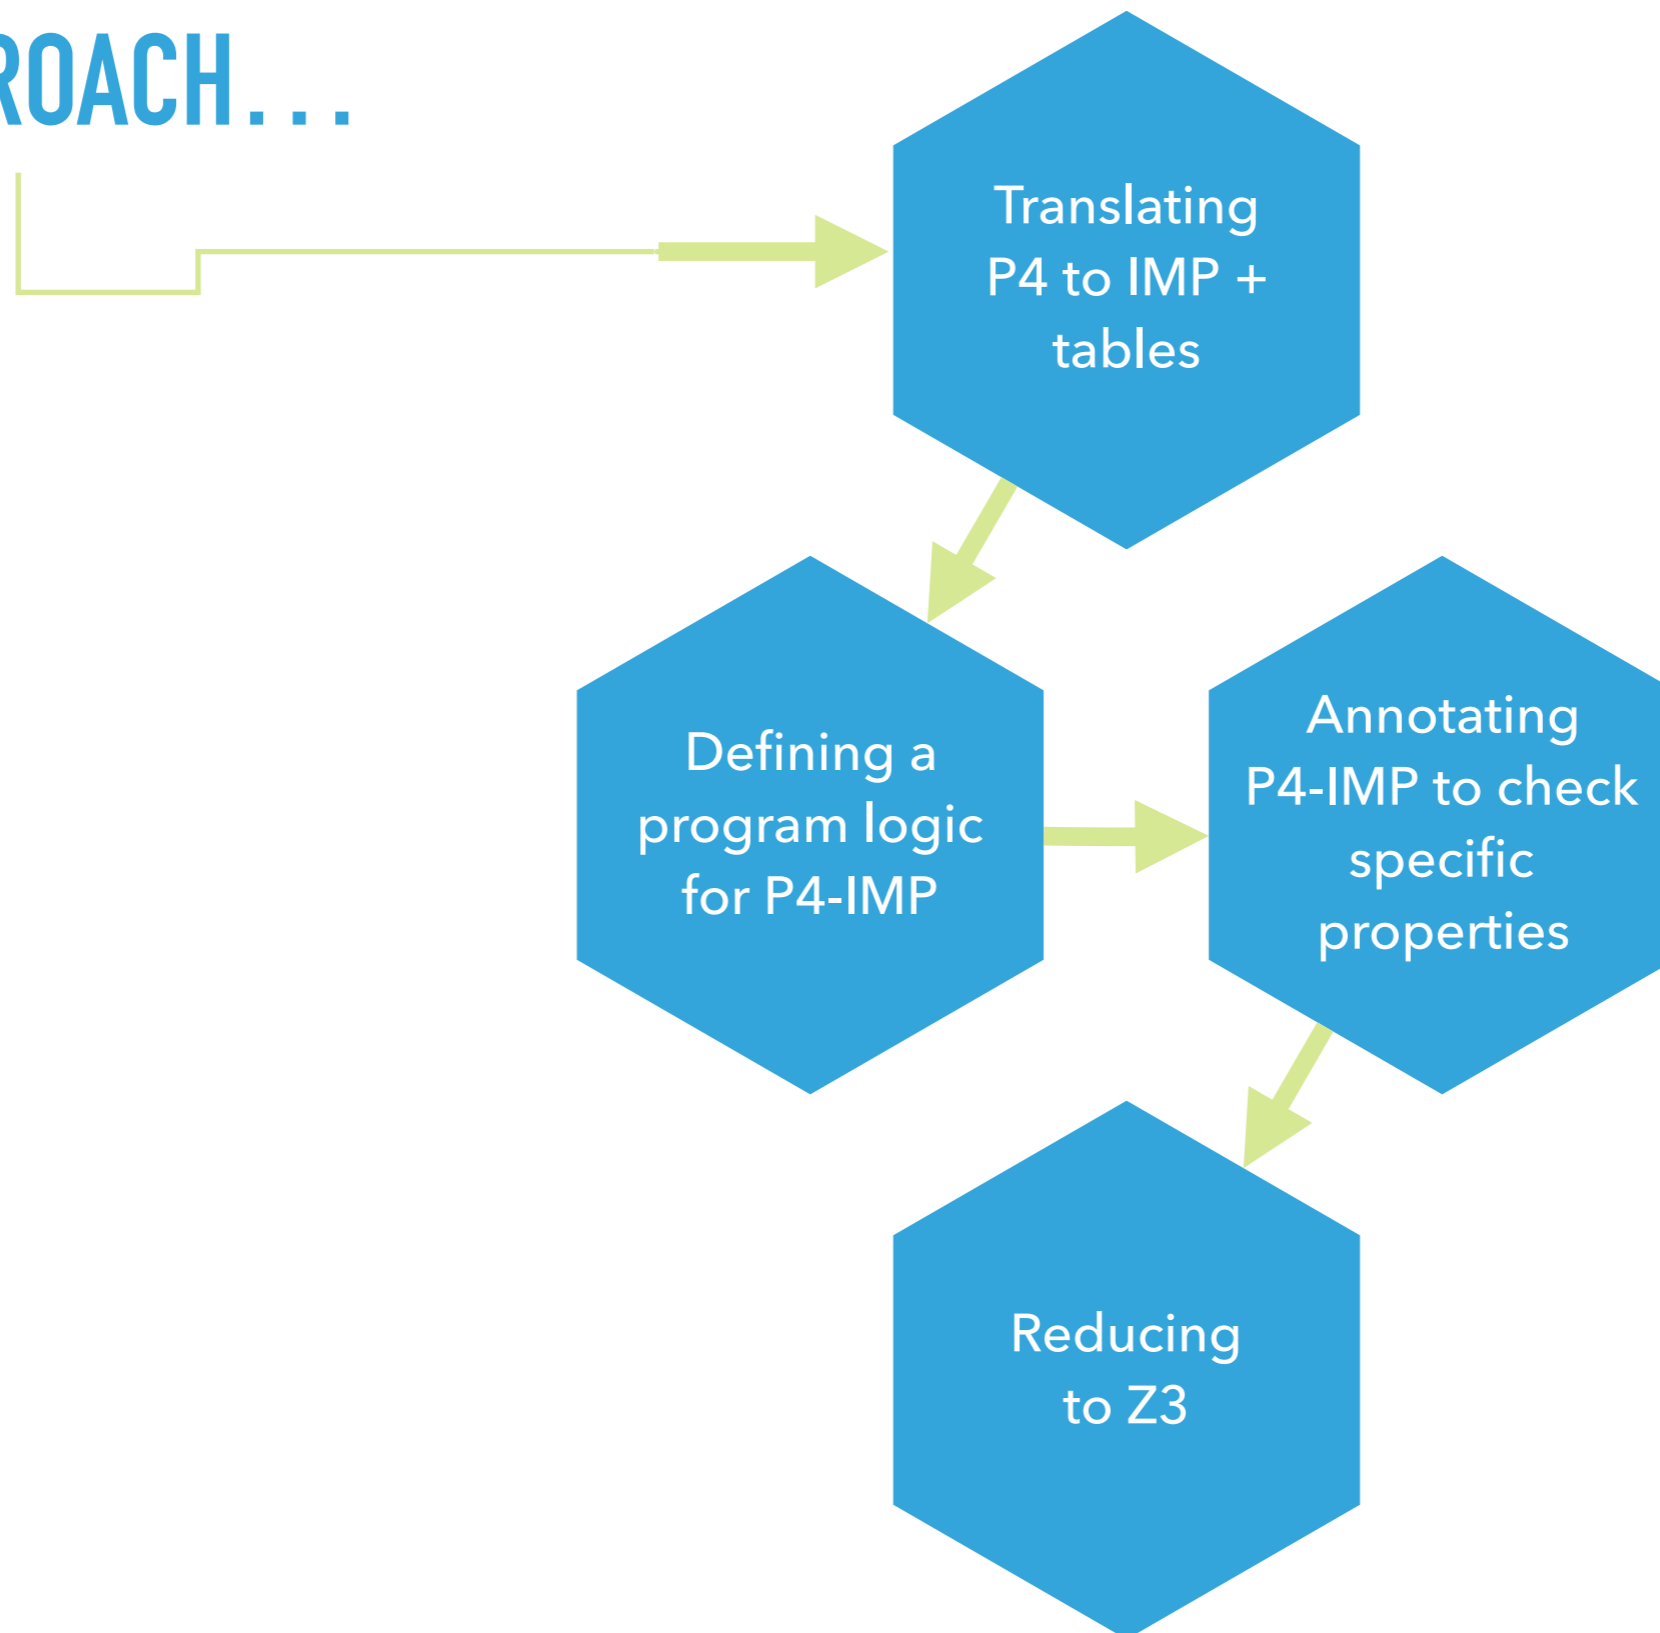 ROACH...
Translating
P4 to IMP +
tables
Defining a
program logic
for P4-IMP
Annotating
P4-IMP to check
specific
properties
Reducing
to Z3